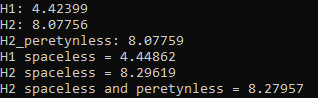 H1: 4.42399
H2: 8.07756
H2_peretynless: 8.07759
H1 spaceless = 4.44862
H2 spaceless = 8.29619
H2 spaceless and peretynless = 8.27957